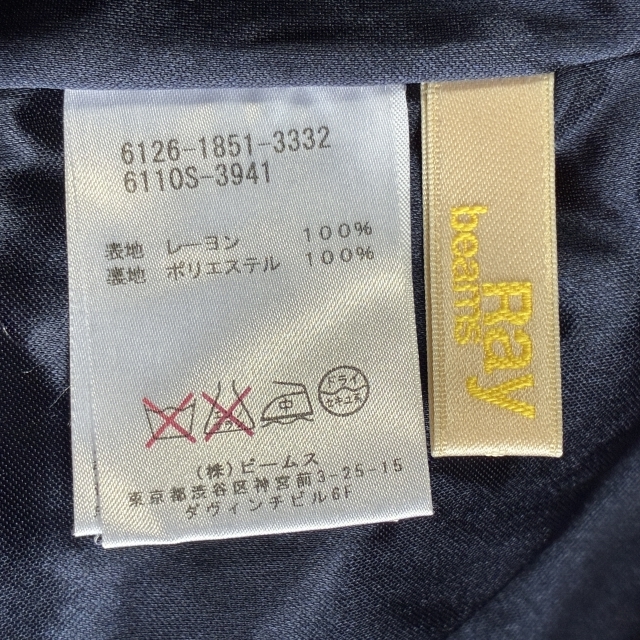 6126-1851-3332
6110S-3941
表地 レーヨン 100%
裏地 ポリエステル 100%
中
ドライ
セキユ系
(株)ビームス
東京都渋谷区神宮前3-25-15
ダヴィンチビル6F
Ray
beams